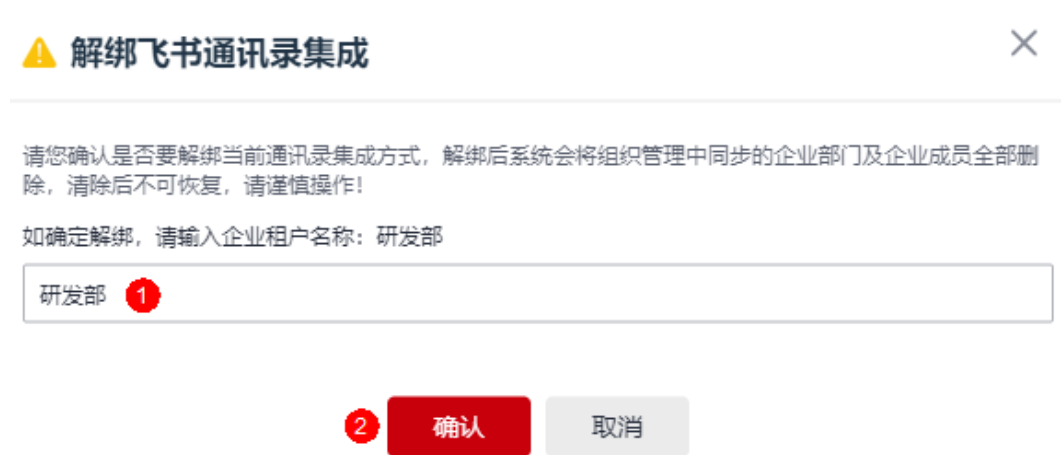 解绑飞书通讯录集成
请您确认是否要解绑当前通讯录集成方式，解绑后系统会将组织管理中同步的企业部门及企业成员全部删
除，清除后不可恢复，请谨慎操作！
如确定解绑，请输入企业租户名称：研发部
研发部 1
2 确认 取消